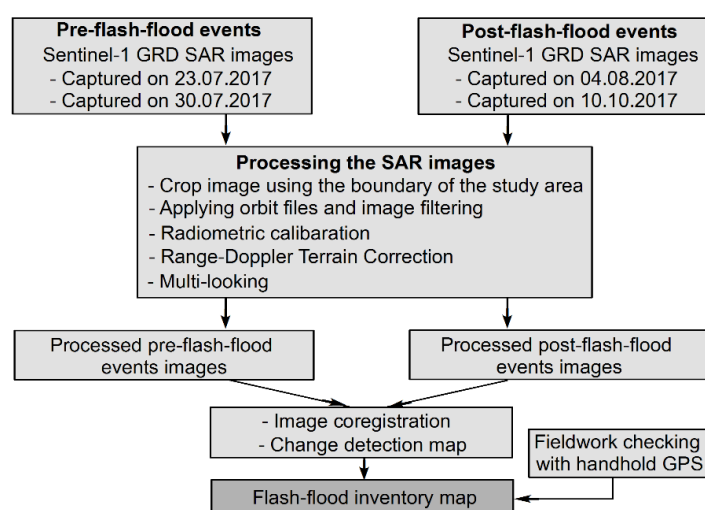 Pre-flash-flood events
Sentinel-1 GRD SAR images
- Captured on 23.07.2017
- Captured on 30.07.2017
Post-flash-flood events
Sentinel-1 GRD SAR images
- Captured on 04.08.2017
- Captured on 10.10.2017
Processing the SAR images
- Crop image using the boundary of the study area
- Applying orbit files and image filtering
- Radiometric calibaration
- Range-Doppler Terrain Correction
- Multi-looking
Processed pre-flash-flood
events images
Processed post-flash-flood
events images
- Image coregistration
- Change detection map
Fieldwork checking
with handhold GPS
Flash-flood inventory map